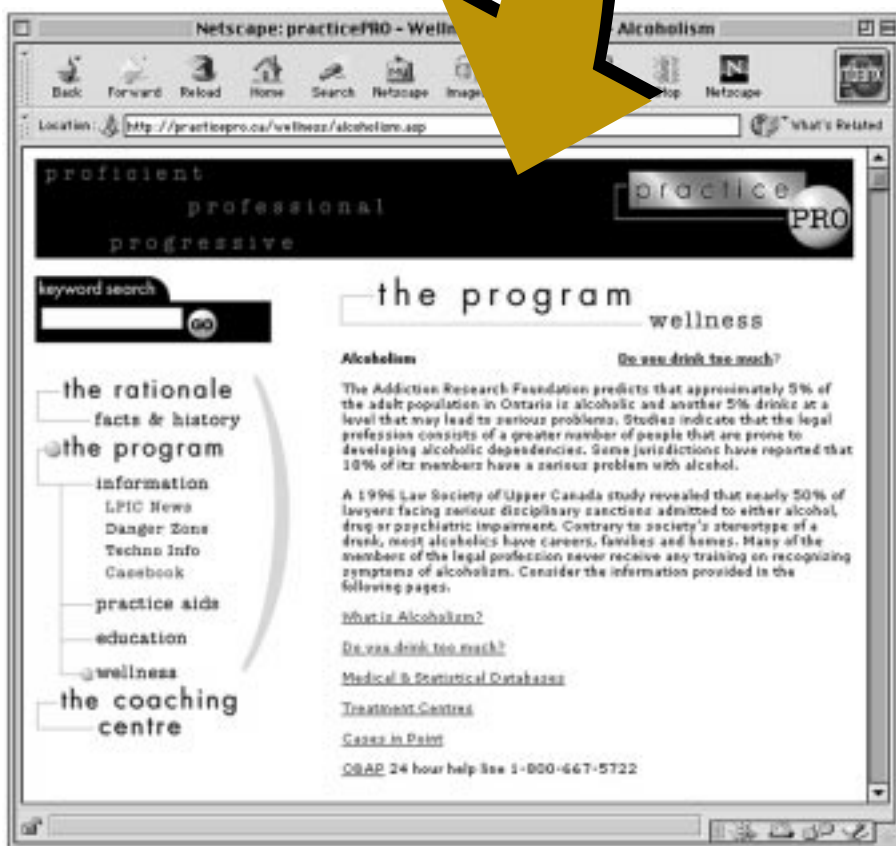 Netscape: practicePRO - Alcoholism
Back Forward Reload Home Search Netscape Netscape
Location: http://practicepro.ca/wellness/alcoholism.asp What's Related
proficient
professional
progressive
practice
PRO
keyword search
GO
the program
wellness
Alcoholism Do you drink too much?
The Addiction Research Foundation predicts that approximately 5% of
the adult population in Ontario is alcoholic and another 5% drinks at a
level that may lead to serious problems. Studies indicate that the legal
profession consists of a greater number of people that are prone to
developing alcoholic dependencies. Some jurisdictions have reported that
18% of its members have a serious problem with alcohol.
A 1996 Law Society of Upper Canada study revealed that nearly 50% of
lawyers facing serious disciplinary sanctions admitted to either alcohol,
drug or psychiatric impairment. Contrary to society's stereotype of a
drunk, most alcoholics have careers, families and homes. Many of the
members of the legal profession never receive any training on recognizing
symptoms of alcoholism. Consider the information provided in the
following pages.
What is Alcoholism?
Do you drink too much?
Medical & Statistical Databases
Treatment Centres
Cases in Point
OBAP 24 hour help line 1-800-667-5722
the rationale
facts & history
the program
information
LPIC News
Danger Zone
Techno Info
Casebook
practice aids
education
wellness
the coaching
centre